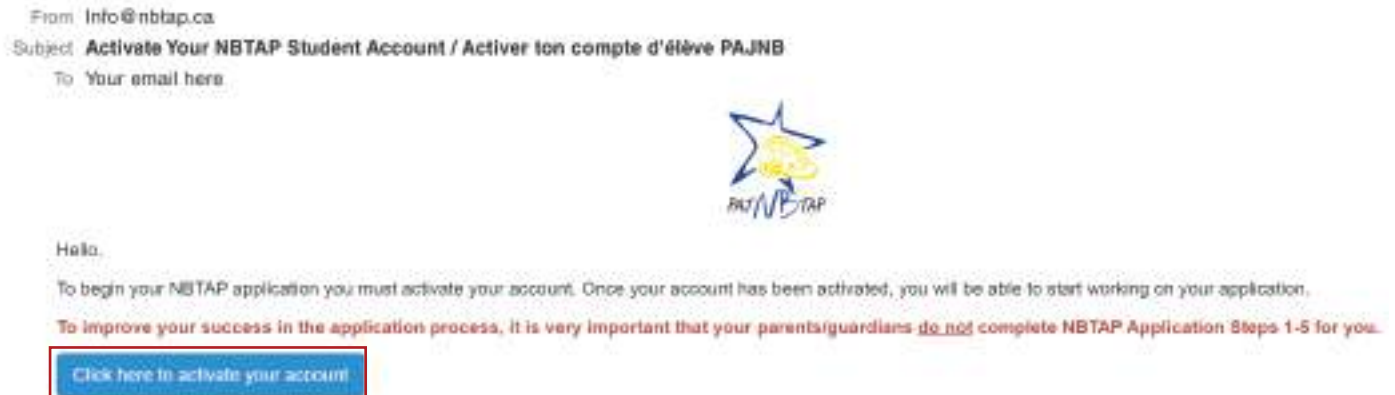 From Info@nbtap.ca
Subject Activate Your NBTAP Student Account / Activer ton compte d'élève PAJNB
To Your email here
PAJ NB TAP
Hello,
To begin your NBTAP application you must activate your account. Once your account has been activated, you will be able to start working on your application.
To improve your success in the application process, it is very important that your parents/guardians do not complete NBTAP Application Steps 1-5 for you.
Click here to activate your account